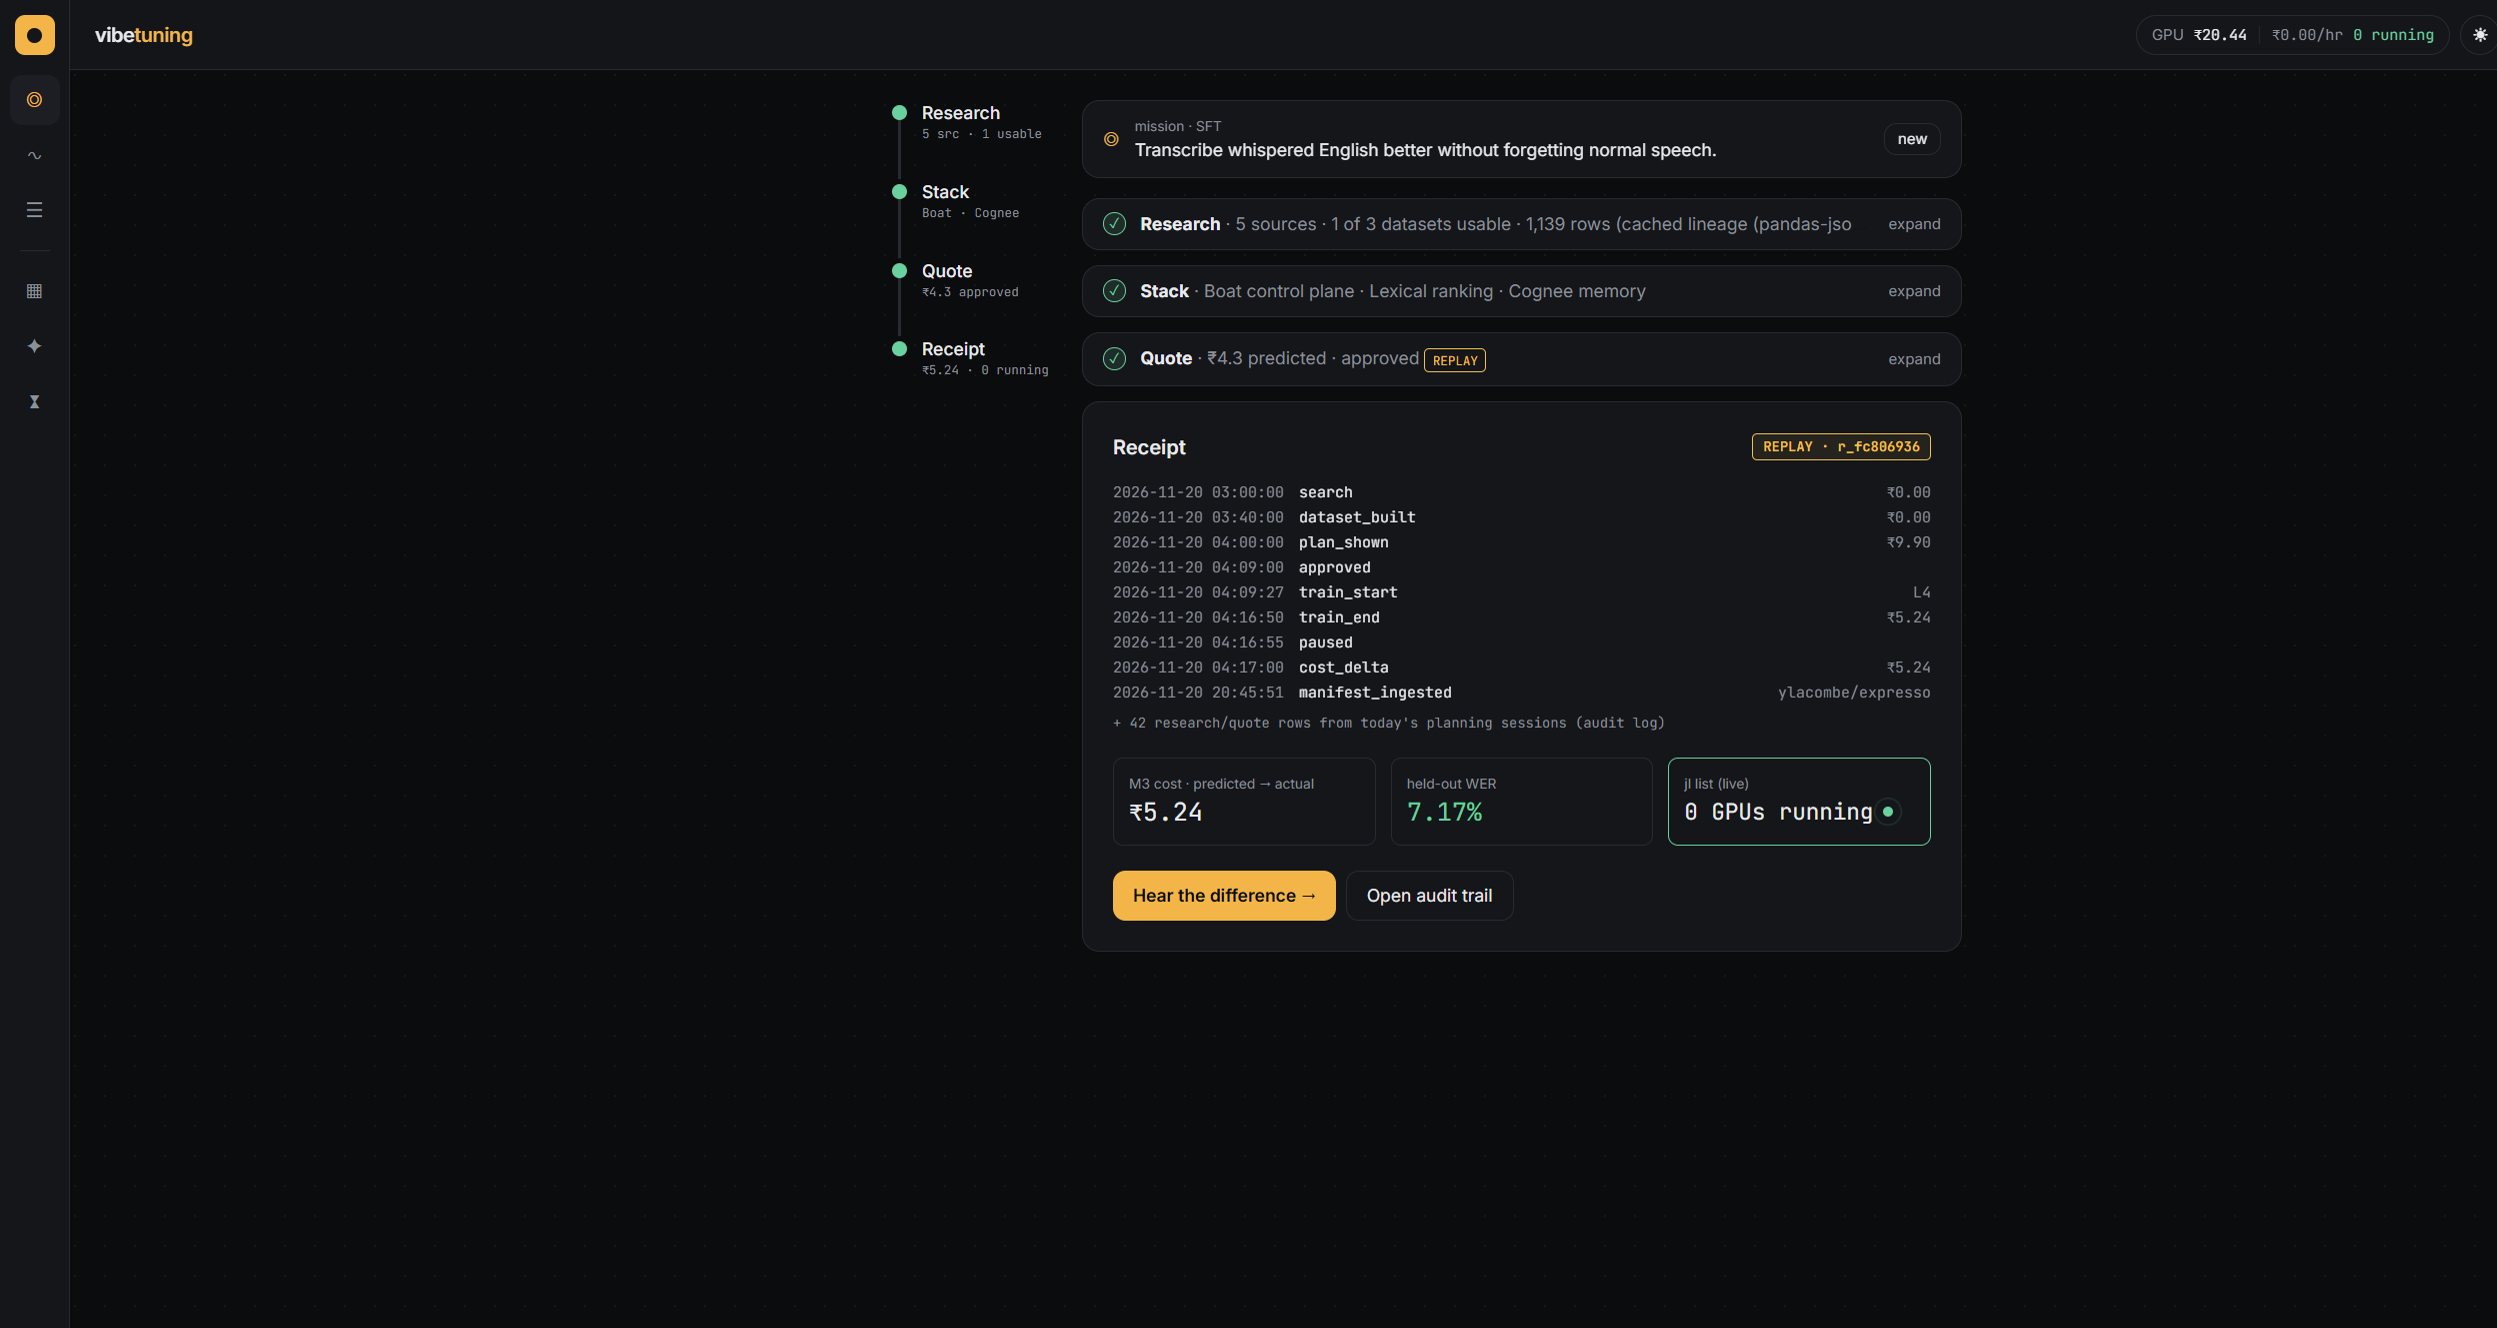 vibetuning
GPU ₹20.44 ₹0.00/hr 0 running
Research
5 src · 1 usable
Stack
Boat · Cognee
Quote
₹4.3 approved
Receipt
₹5.24 · 0 running
mission · SFT
Transcribe whispered English better without forgetting normal speech.
new
Research · 5 sources · 1 of 3 datasets usable · 1,139 rows (cached lineage (pandas-jso
expand
Stack · Boat control plane · Lexical ranking · Cognee memory
expand
Quote · ₹4.3 predicted · approved REPLAY
expand
Receipt
REPLAY · r_fc806936
2026-11-20 03:00:00 search ₹0.00
2026-11-20 03:40:00 dataset_built ₹0.00
2026-11-20 04:00:00 plan_shown ₹9.90
2026-11-20 04:09:00 approved
2026-11-20 04:09:27 train_start L4
2026-11-20 04:16:50 train_end ₹5.24
2026-11-20 04:16:55 paused
2026-11-20 04:17:00 cost_delta ₹5.24
2026-11-20 20:45:51 manifest_ingested ylacombe/expresso
+ 42 research/quote rows from today's planning sessions (audit log)
M3 cost · predicted → actual
₹5.24
held-out WER
7.17%
jl list (live)
0 GPUs running
Hear the difference →
Open audit trail